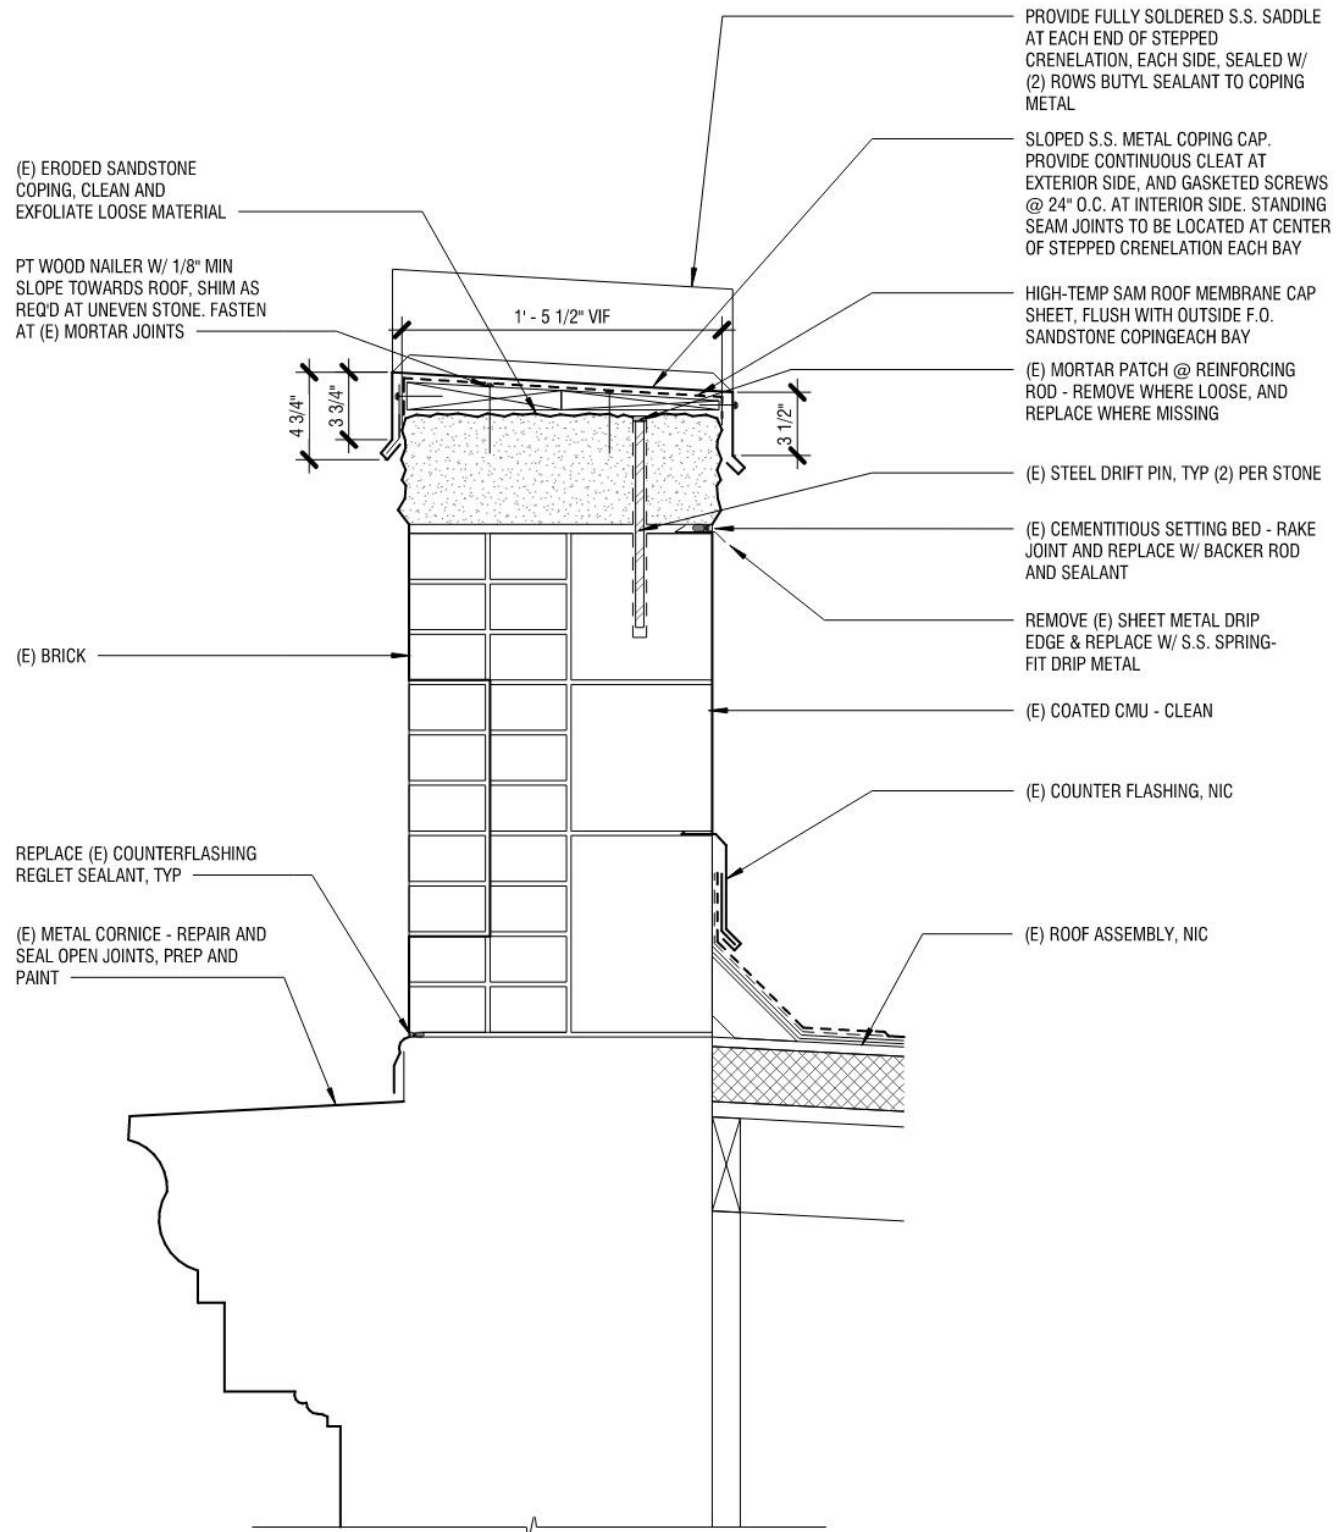 PROVIDE FULLY SOLDERED S.S. SADDLE
AT EACH END OF STEPPED
CRENELATION, EACH SIDE, SEALED W/
(2) ROWS BUTYL SEALANT TO COPING
METAL
SLOPED S.S. METAL COPING CAP.
PROVIDE CONTINUOUS CLEAT AT
EXTERIOR SIDE, AND GASKETED SCREWS
@ 24" O.C. AT INTERIOR SIDE. STANDING
SEAM JOINTS TO BE LOCATED AT CENTER
OF STEPPED CRENELATION EACH BAY
(E) ERODED SANDSTONE
COPING, CLEAN AND
EXFOLIATE LOOSE MATERIAL
PT WOOD NAILER W/ 1/8" MIN
SLOPE TOWARDS ROOF, SHIM AS
REQ'D AT UNEVEN STONE. FASTEN
AT (E) MORTAR JOINTS
HIGH-TEMP SAM ROOF MEMBRANE CAP
SHEET, FLUSH WITH OUTSIDE F.O.
SANDSTONE COPINGEACH BAY
1' - 5 1/2" VIF
(E) MORTAR PATCH @ REINFORCING
ROD - REMOVE WHERE LOOSE, AND
REPLACE WHERE MISSING
4 3/4"
3 3/4"
3 1/2"
(E) STEEL DRIFT PIN, TYP (2) PER STONE
(E) CEMENTITIOUS SETTING BED - RAKE
JOINT AND REPLACE W/ BACKER ROD
AND SEALANT
REMOVE (E) SHEET METAL DRIP
EDGE & REPLACE W/ S.S. SPRING-
FIT DRIP METAL
(E) BRICK
(E) COATED CMU - CLEAN
(E) COUNTER FLASHING, NIC
REPLACE (E) COUNTERFLASHING
REGLET SEALANT, TYP
(E) METAL CORNICE - REPAIR AND
SEAL OPEN JOINTS, PREP AND
PAINT
(E) ROOF ASSEMBLY, NIC